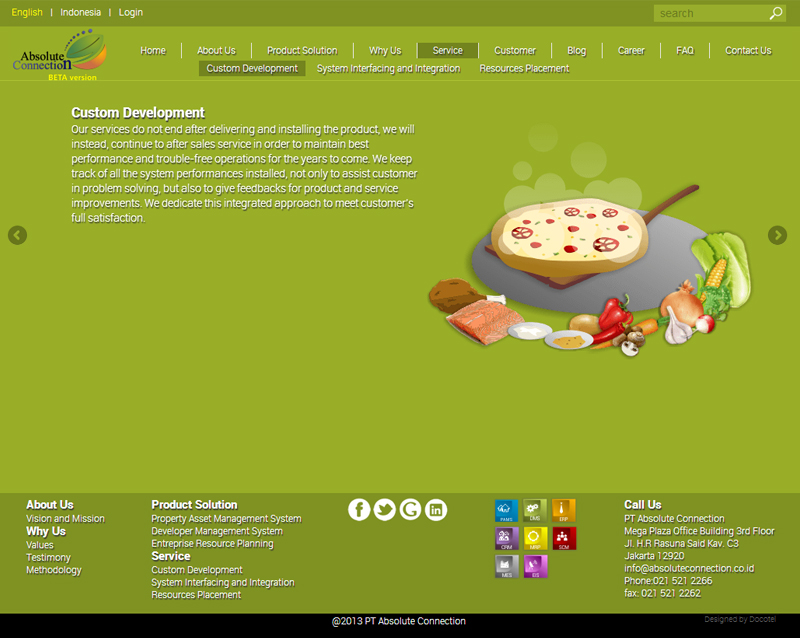 English | Indonesia | Login
search
Absolute
Connection
BETA version
Home
About Us
Product Solution
Why Us
Service
Customer
Blog
Career
FAQ
Contact Us
Custom Development
System Interfacing and Integration
Resources Placement
Custom Development
Our services do not end after delivering and installing the product, we will
instead, continue to after sales service in order to maintain best
performance and trouble-free operations for the years to come. We keep
track of all the system performances installed, not only to assist customer
in problem solving, but also to give feedbacks for product and service
improvements. We dedicate this integrated approach to meet customer's
full satisfaction.
About Us
Vision and Mission
Why Us
Values
Testimony
Methodology
Product Solution
Property Asset Management System
Developer Management System
Entreprise Resource Planning
Service
Custom Development
System Interfacing and Integration
Resources Placement
PAMS
DMS
ERP
CRM
MRP
SCM
MES
EIS
Call Us
PT Absolute Connection
Mega Plaza Office Building 3rd Floor
Jl. H R Rasuna Said Kav. C3
Jakarta 12920
info@absoluteconnection.co.id
Phone:021 521 2266
fax: 021 521 2262
@2013 PT Absolute Connection
Designed by Docotel